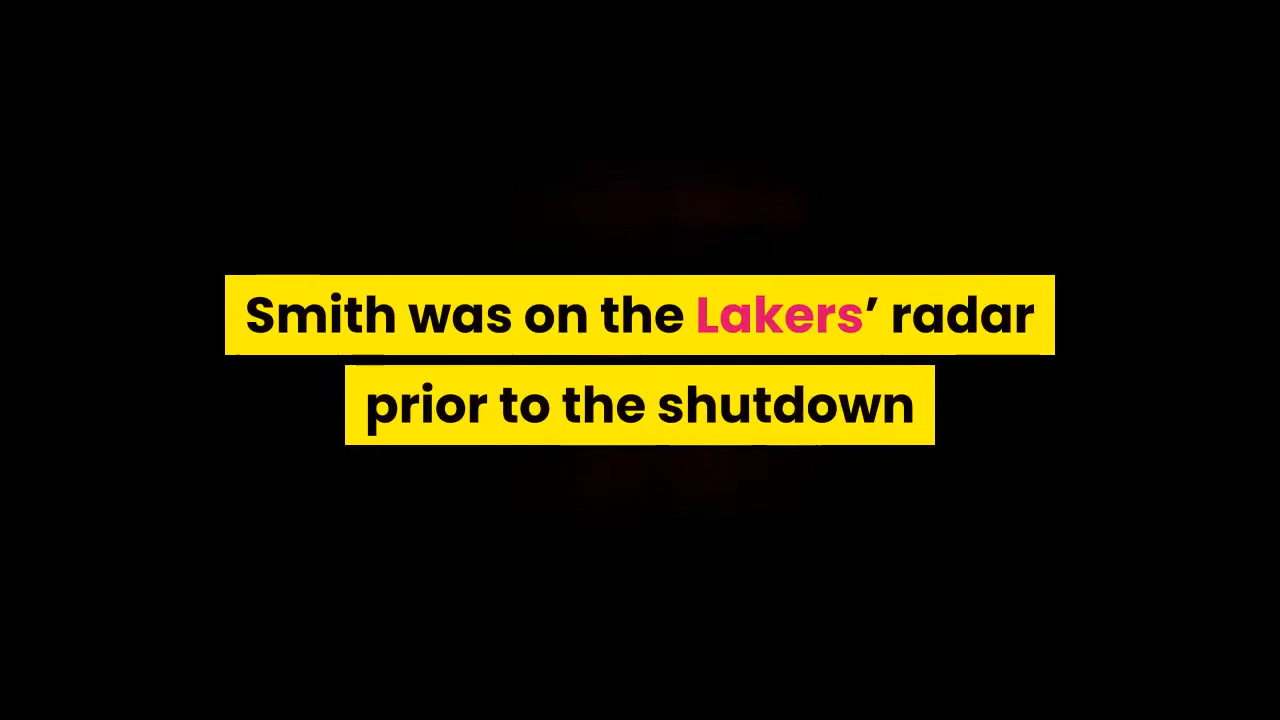 Smith was on the Lakers’ radar
prior to the shutdown